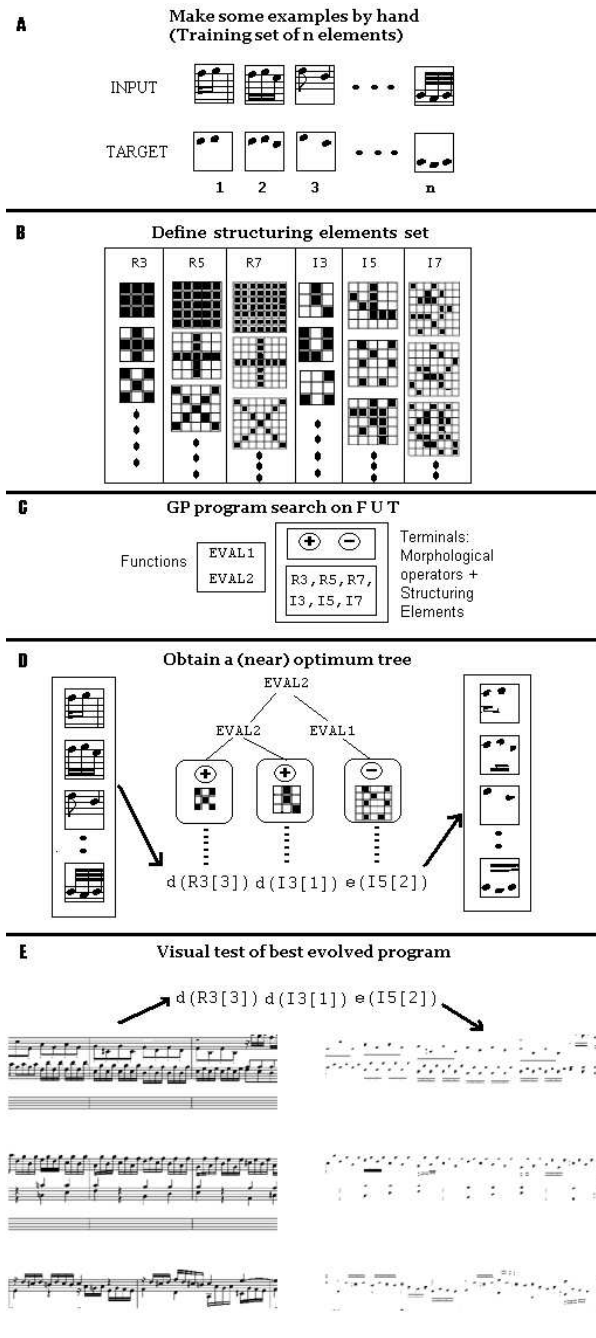 A
Make some examples by hand
(Training set of n elements)
INPUT
TARGET
1 2 3 n
B
Define structuring elements set
R3 R5 R7 I3 I5 I7
C
GP program search on F U T
Functions
EVAL1
EVAL2
+ −
R3,R5,R7,
I3,I5,I7
Terminals:
Morphological
operators +
Structuring
Elements
D
Obtain a (near) optimum tree
EVAL2
EVAL2 EVAL1
+ + −
d(R3[3]) d(I3[1]) e(I5[2])
E
Visual test of best evolved program
d(R3[3]) d(I3[1]) e(I5[2])